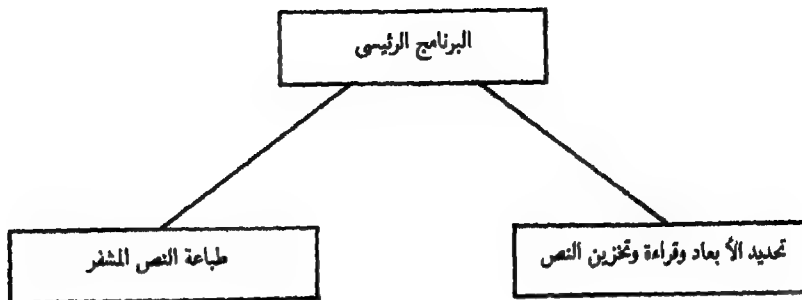 البرنامج الرئيسى
تحديد الأبعاد وقراءة وتخزين النص
طباعة النص المشفر